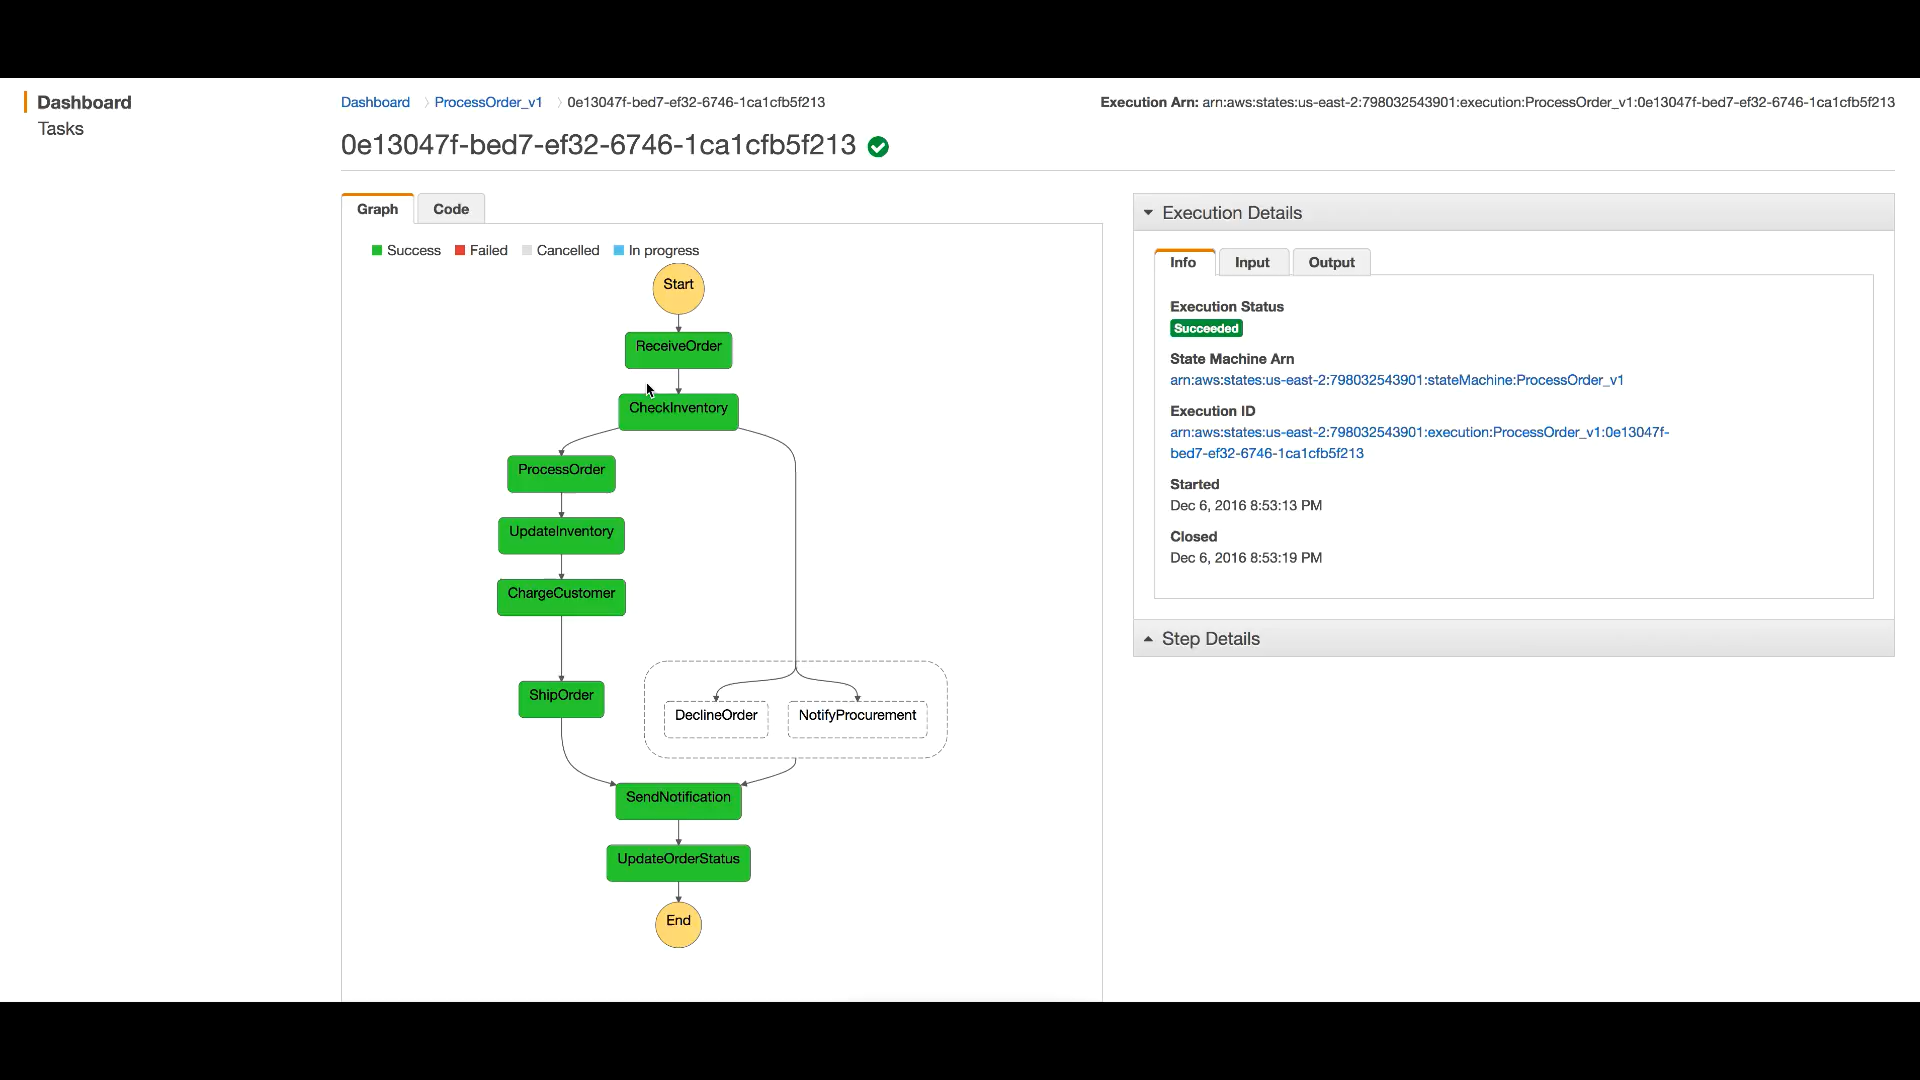 Dashboard
Tasks
Dashboard ProcessOrder_v1 0e13047f-bed7-ef32-6746-1ca1cfb5f213
Execution Arn: arn:aws:states:us-east-2:798032543901:execution:ProcessOrder_v1:0e13047f-bed7-ef32-6746-1ca1cfb5f213
0e13047f-bed7-ef32-6746-1ca1cfb5f213
Graph Code
Success Failed Cancelled In progress
Start
ReceiveOrder
CheckInventory
ProcessOrder
UpdateInventory
ChargeCustomer
ShipOrder
DeclineOrder NotifyProcurement
SendNotification
UpdateOrderStatus
End
Execution Details
Info Input Output
Execution Status
Succeeded
State Machine Arn
arn:aws:states:us-east-2:798032543901:stateMachine:ProcessOrder_v1
Execution ID
arn:aws:states:us-east-2:798032543901:execution:ProcessOrder_v1:0e13047f-
bed7-ef32-6746-1ca1cfb5f213
Started
Dec 6, 2016 8:53:13 PM
Closed
Dec 6, 2016 8:53:19 PM
Step Details